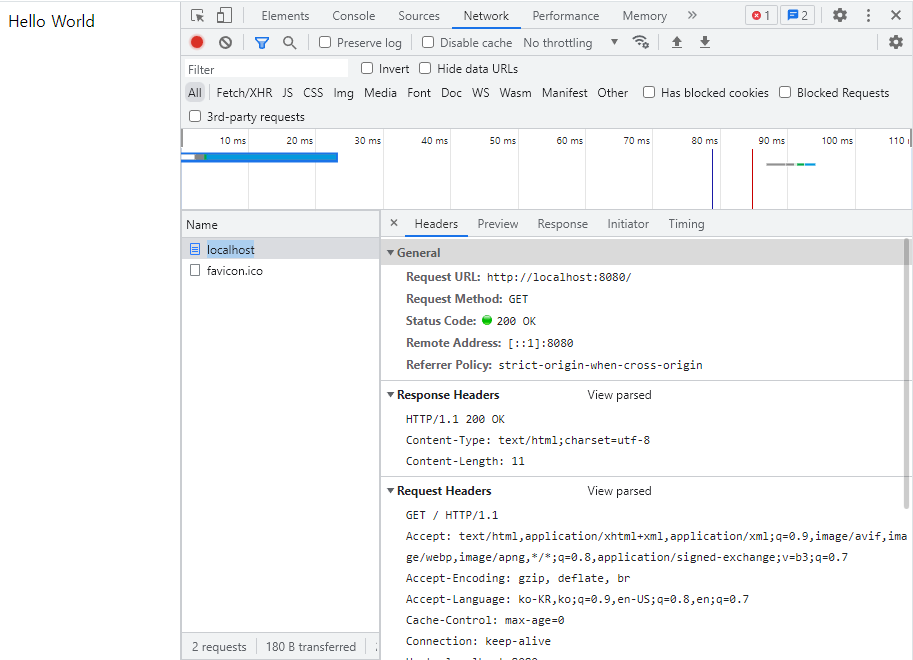 Hello World
Elements Console Sources Network Performance Memory » 1 2
Preserve log Disable cache No throttling
Filter Invert Hide data URLs
All Fetch/XHR JS CSS Img Media Font Doc WS Wasm Manifest Other Has blocked cookies Blocked Requests
3rd-party requests
10 ms 20 ms 30 ms 40 ms 50 ms 60 ms 70 ms 80 ms 90 ms 100 ms 110
Name
localhost
favicon.ico
2 requests 180 B transferred
× Headers Preview Response Initiator Timing
General
Request URL: http://localhost:8080/
Request Method: GET
Status Code: 200 OK
Remote Address: [::1]:8080
Referrer Policy: strict-origin-when-cross-origin
Response Headers View parsed
HTTP/1.1 200 OK
Content-Type: text/html;charset=utf-8
Content-Length: 11
Request Headers View parsed
GET / HTTP/1.1
Accept: text/html,application/xhtml+xml,application/xml;q=0.9,image/avif,ima
ge/webp,image/apng,*/*;q=0.8,application/signed-exchange;v=b3;q=0.7
Accept-Encoding: gzip, deflate, br
Accept-Language: ko-KR,ko;q=0.9,en-US;q=0.8,en;q=0.7
Cache-Control: max-age=0
Connection: keep-alive